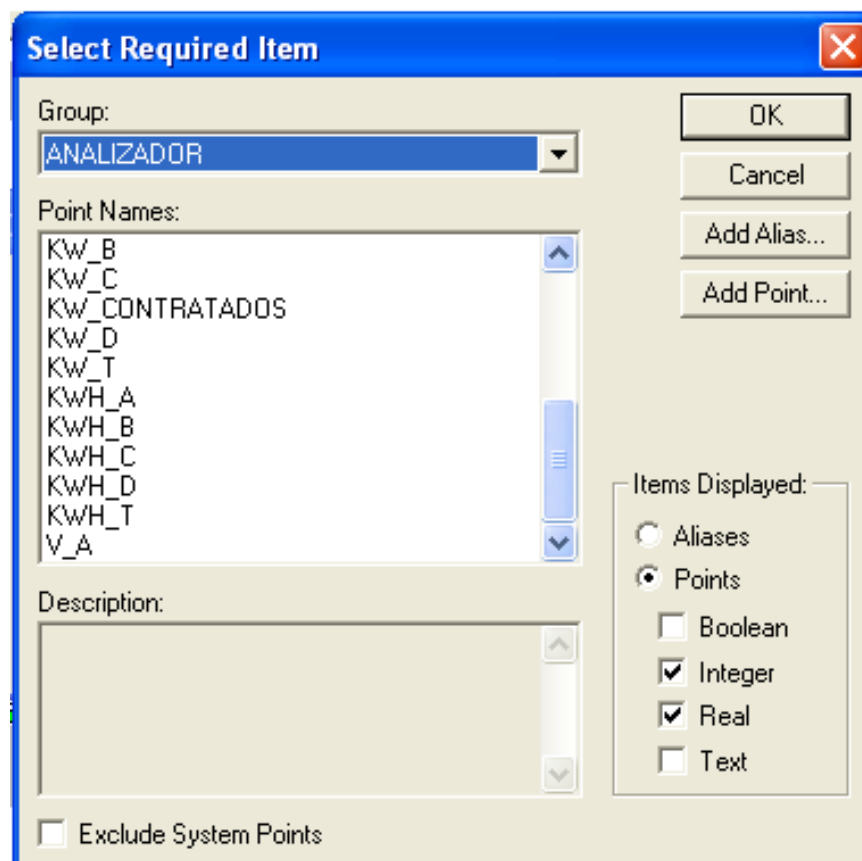 Select Required Item
Group:
ANALIZADOR
Point Names:
KW_B
KW_C
KW_CONTRATADOS
KW_D
KW_T
KWH_A
KWH_B
KWH_C
KWH_D
KWH_T
V_A
Description:
Exclude System Points
OK
Cancel
Add Alias...
Add Point...
Items Displayed:
Aliases
Points
Boolean
Integer
Real
Text